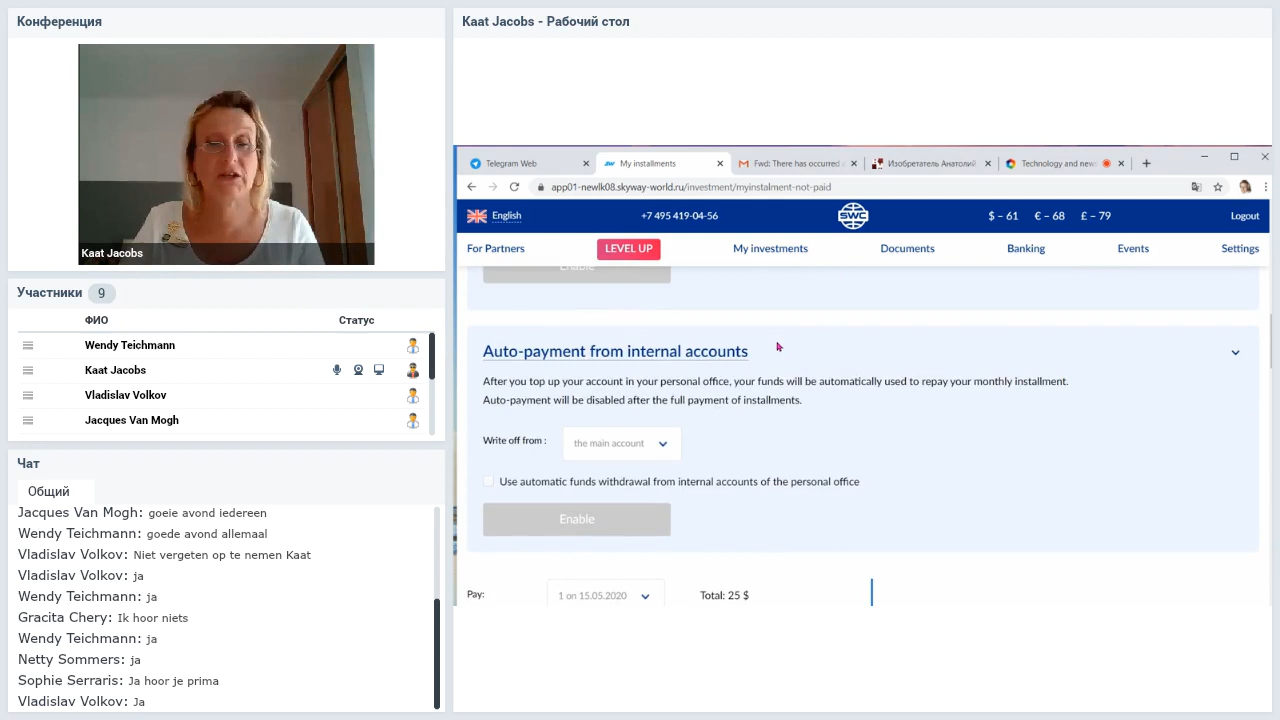 Конференция
Kaat Jacobs
Участники 9
ФИО Статус
Wendy Teichmann
Kaat Jacobs
Vladislav Volkov
Jacques Van Mogh
Чат
Общий
Jacques Van Mogh: goeie avond iedereen
Wendy Teichmann: goede avond allemaal
Vladislav Volkov: Niet vergeten op te nemen Kaat
Vladislav Volkov: ja
Wendy Teichmann: ja
Gracita Chery: Ik hoor niets
Wendy Teichmann: ja
Netty Sommers: ja
Sophie Serraris: Ja hoor je prima
Vladislav Volkov: Ja
Kaat Jacobs - Рабочий стол
Telegram Web
My installments
Fwd: There has occurred
Изобретатель Анатолий
Technology and new
app01-newlk08.skyway-world.ru/investment/myinstalment-not-paid
English +7 495 419-04-56 SWC $ – 61 € – 68 £ – 79 Logout
For Partners LEVEL UP My investments Documents Banking Events Settings
Enable
Auto-payment from internal accounts
After you top up your account in your personal office, your funds will be automatically used to repay your monthly installment.
Auto-payment will be disabled after the full payment of installments.
Write off from : the main account
Use automatic funds withdrawal from internal accounts of the personal office
Enable
Pay: 1 on 15.05.2020 Total: 25 $